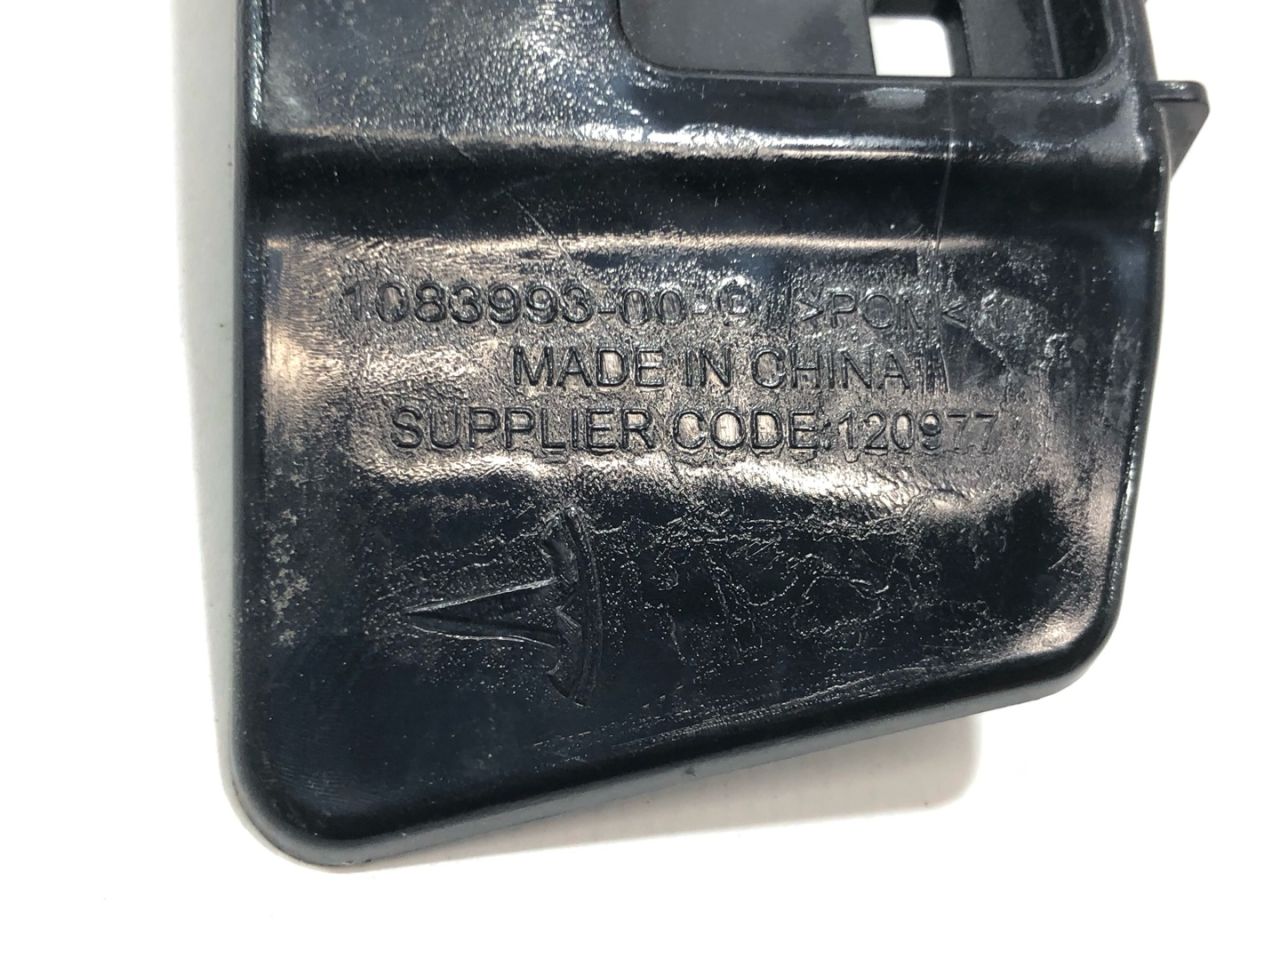 1083993-00- >POM<
MADE IN CHINA
SUPPLIER CODE:120977